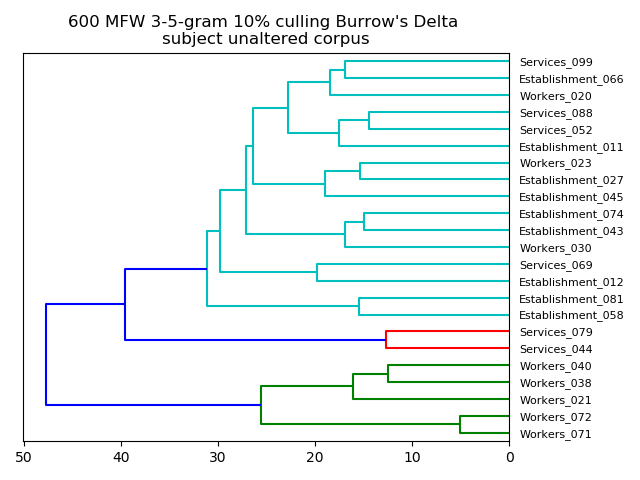 600 MFW 3-5-gram 10% culling Burrow's Delta
subject unaltered corpus
Services_099
Establishment_066
Workers_020
Services_088
Services_052
Establishment_011
Workers_023
Establishment_027
Establishment_045
Establishment_074
Establishment_043
Workers_030
Services_069
Establishment_012
Establishment_081
Establishment_058
Services_079
Services_044
Workers_040
Workers_038
Workers_021
Workers_072
Workers_071
50 40 30 20 10 0